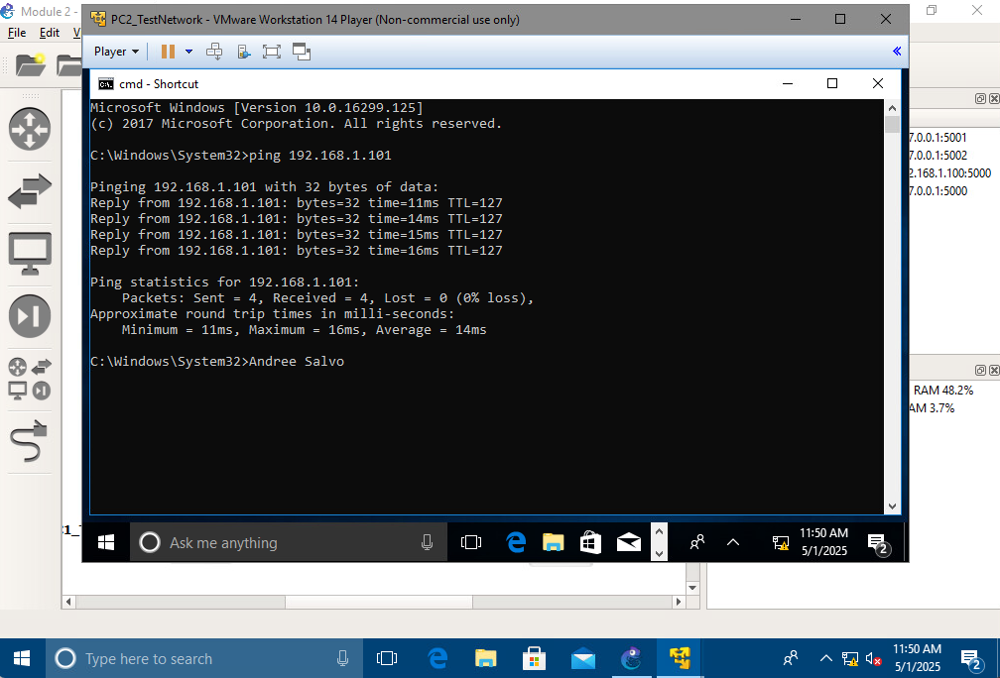 Module 2 -
PC2_TestNetwork - VMware Workstation 14 Player (Non-commercial use only)
File Edit V
Player
cmd - Shortcut
Microsoft Windows [Version 10.0.16299.125]
(c) 2017 Microsoft Corporation. All rights reserved.
C:\Windows\System32>ping 192.168.1.101
Pinging 192.168.1.101 with 32 bytes of data:
Reply from 192.168.1.101: bytes=32 time=11ms TTL=127
Reply from 192.168.1.101: bytes=32 time=14ms TTL=127
Reply from 192.168.1.101: bytes=32 time=15ms TTL=127
Reply from 192.168.1.101: bytes=32 time=16ms TTL=127
Ping statistics for 192.168.1.101:
Packets: Sent = 4, Received = 4, Lost = 0 (0% loss),
Approximate round trip times in milli-seconds:
Minimum = 11ms, Maximum = 16ms, Average = 14ms
C:\Windows\System32>Andree Salvo
7.0.0.1:5001
7.0.0.1:5002
2.168.1.100:5000
7.0.0.1:5000
RAM 48.2%
AM 3.7%
Ask me anything
11:50 AM
5/1/2025
2
Type here to search
11:50 AM
5/1/2025
2